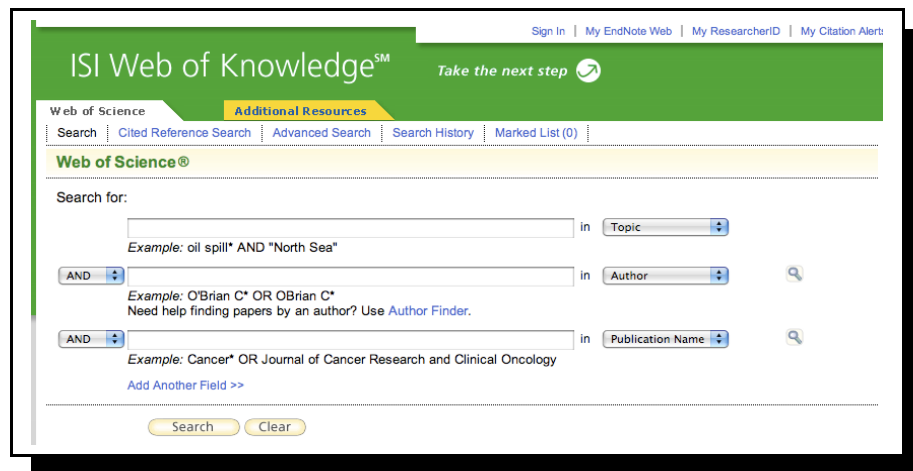 Sign In | My EndNote Web | My ResearcherID | My Citation Alerts
ISI Web of Knowledge℠ Take the next step
Web of Science Additional Resources
Search Cited Reference Search Advanced Search Search History Marked List (0)
Web of Science®
Search for:
in Topic
Example: oil spill* AND "North Sea"
AND in Author
Example: O'Brian C* OR OBrian C*
Need help finding papers by an author? Use Author Finder.
AND in Publication Name
Example: Cancer* OR Journal of Cancer Research and Clinical Oncology
Add Another Field >>
Search Clear